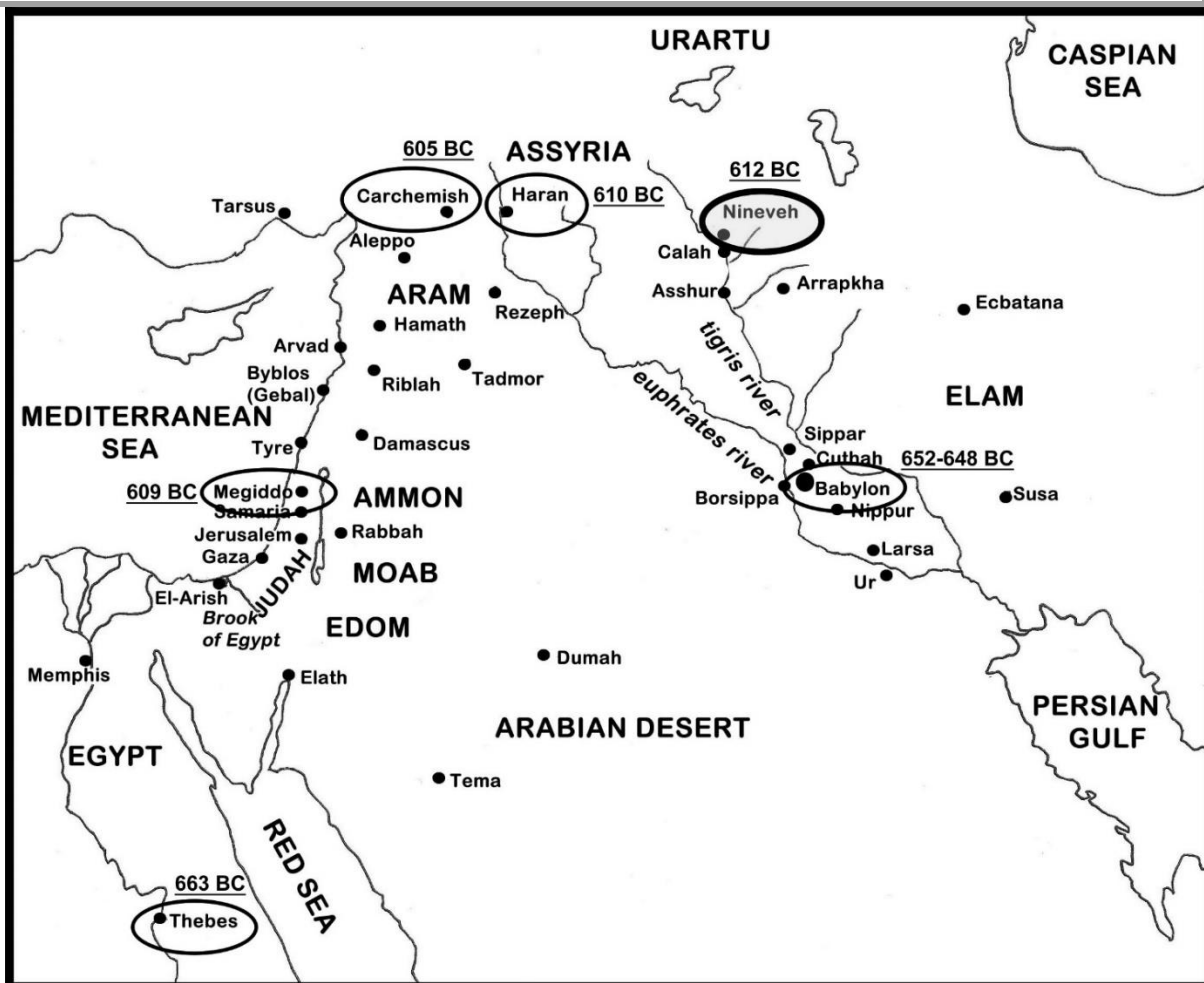 URARTU
CASPIAN
SEA
605 BC
ASSYRIA
612 BC
Carchemish
Haran
610 BC
Nineveh
Tarsus
Aleppo
Calah
ARAM
Asshur
Arrapkha
Rezeph
Ecbatana
Hamath
Arvad
tigris river
Byblos
(Gebal)
Riblah
Tadmor
euphrates river
ELAM
MEDITERRANEAN
SEA
Tyre
Damascus
Sippar
Cuthah
652-648 BC
609 BC
Megiddo
AMMON
Borsippa
Babylon
Susa
Samaria
Nippur
Jerusalem
Rabbah
Gaza
Larsa
JUDAH
MOAB
Ur
El-Arish
Brook
of Egypt
EDOM
Memphis
Elath
Dumah
ARABIAN DESERT
PERSIAN
GULF
EGYPT
Tema
RED SEA
663 BC
Thebes